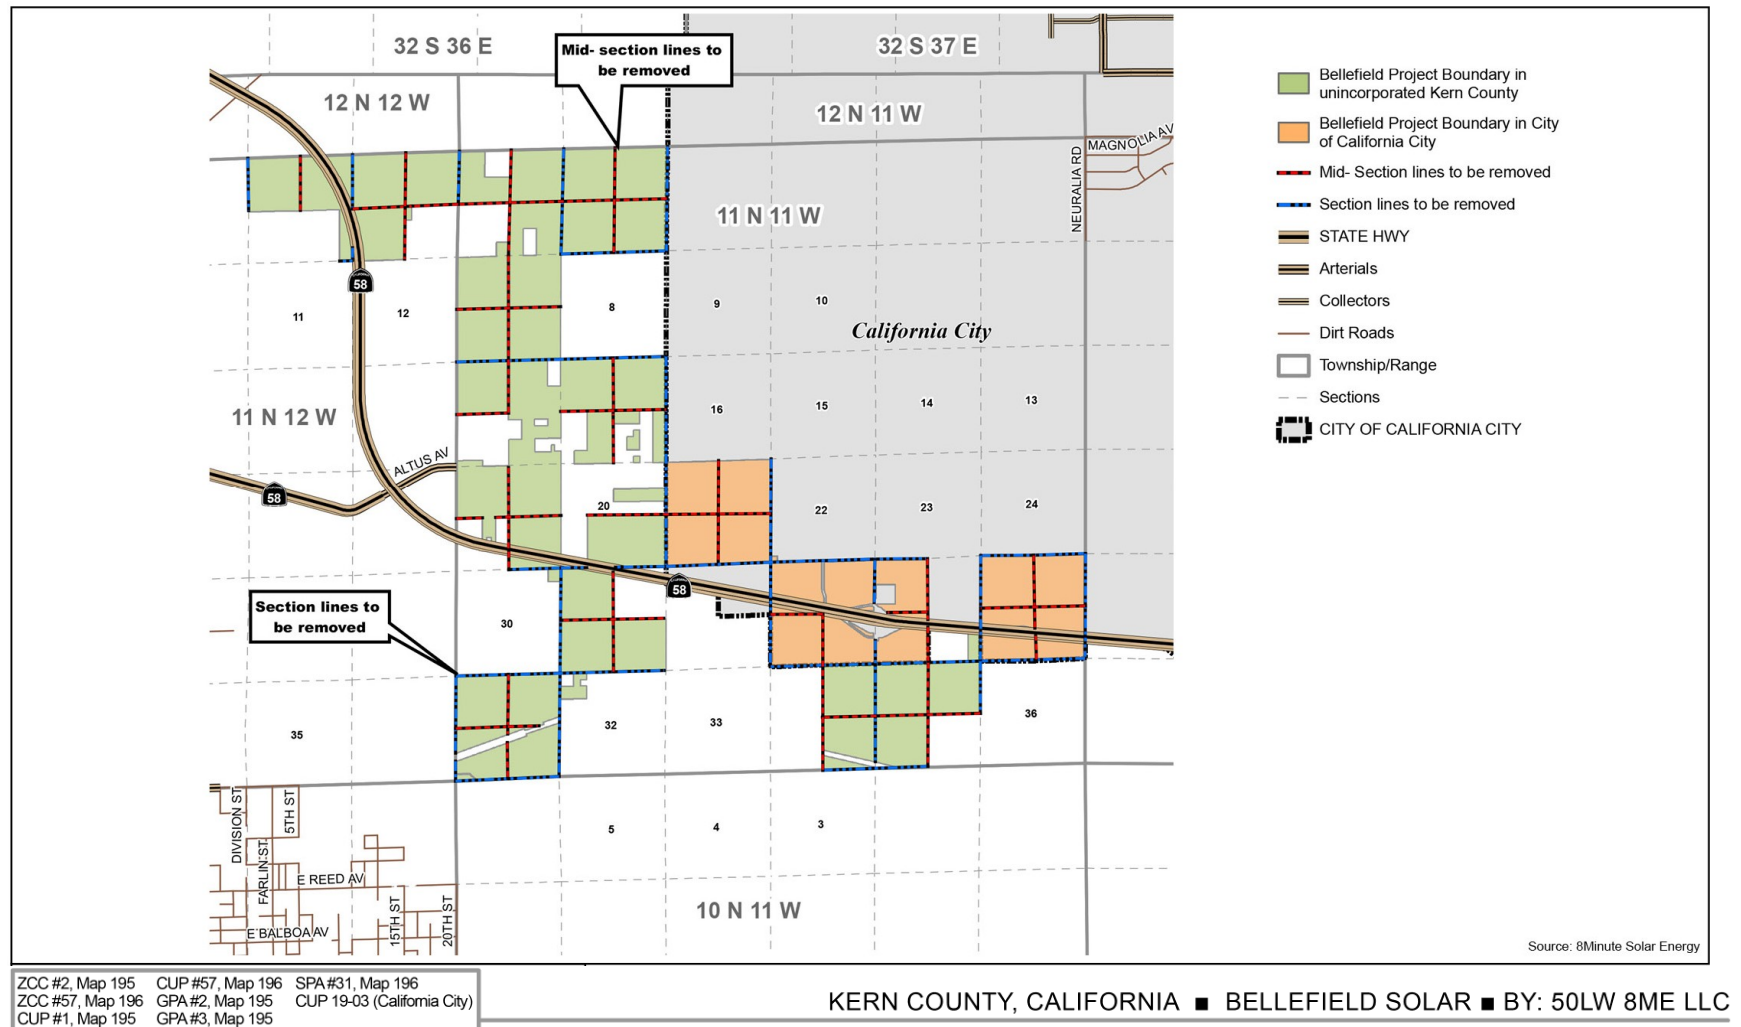 32 S 36 E
32 S 37 E
Mid- section lines to
be removed
12 N 12 W
12 N 11 W
MAGNOLIA AV
NEURALIA RD
11 N 11 W
58
11
12
8
9
10
California City
11 N 12 W
16
15
14
13
ALTUS AV
58
20
22
23
24
58
Section lines to
be removed
30
35
32
33
36
DIVISION ST
5TH ST
FARLIN ST
E REED AV
E BALBOA AV
15TH ST
20TH ST
5
4
3
10 N 11 W
Bellefield Project Boundary in
unincorporated Kern County
Bellefield Project Boundary in City
of California City
Mid- Section lines to be removed
Section lines to be removed
STATE HWY
Arterials
Collectors
Dirt Roads
Township/Range
Sections
CITY OF CALIFORNIA CITY
Source: 8Minute Solar Energy
ZCC #2, Map 195 CUP #57, Map 196 SPA #31, Map 196
ZCC #57, Map 196 GPA #2, Map 195 CUP 19-03 (California City)
CUP #1, Map 195 GPA #3, Map 195
KERN COUNTY, CALIFORNIA ■ BELLEFIELD SOLAR ■ BY: 50LW 8ME LLC